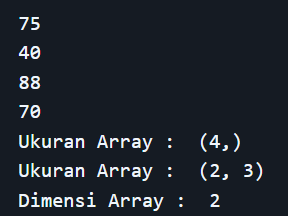 75
40
88
70
Ukuran Array :  (4,)
Ukuran Array :  (2, 3)
Dimensi Array :  2